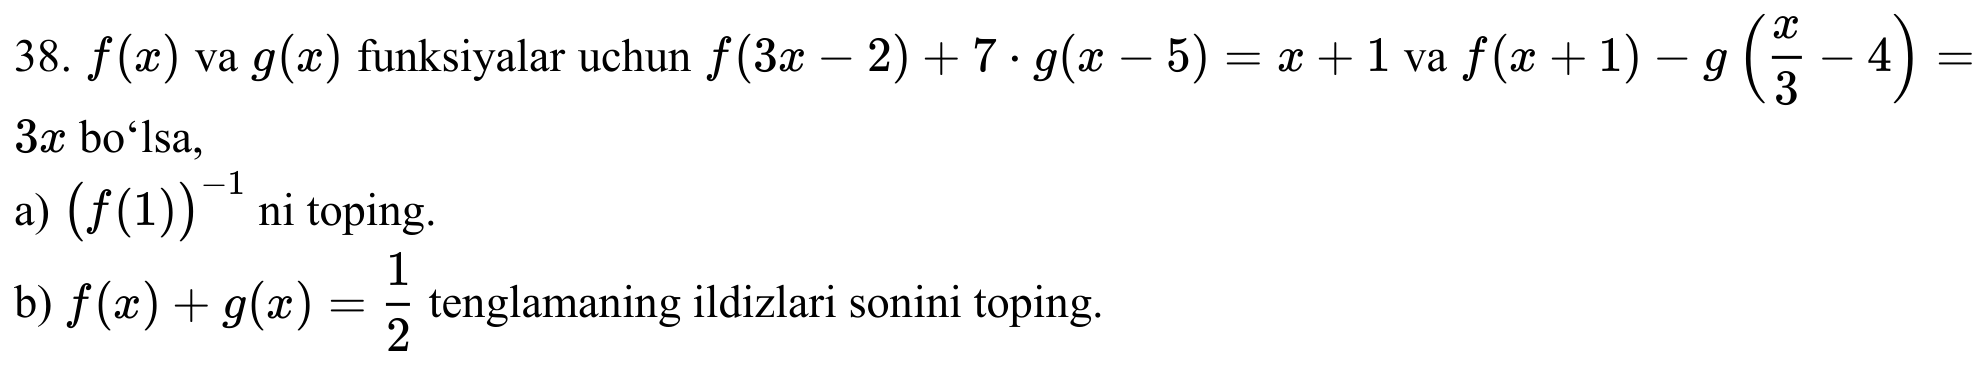 38. f(x) va g(x) funksiyalar uchun f(3x − 2) + 7 · g(x − 5) = x + 1 va f(x + 1) − g(x/3 − 4) =
3x bo‘lsa,
a) (f(1))⁻¹ ni toping.
b) f(x) + g(x) = 1/2 tenglamaning ildizlari sonini toping.